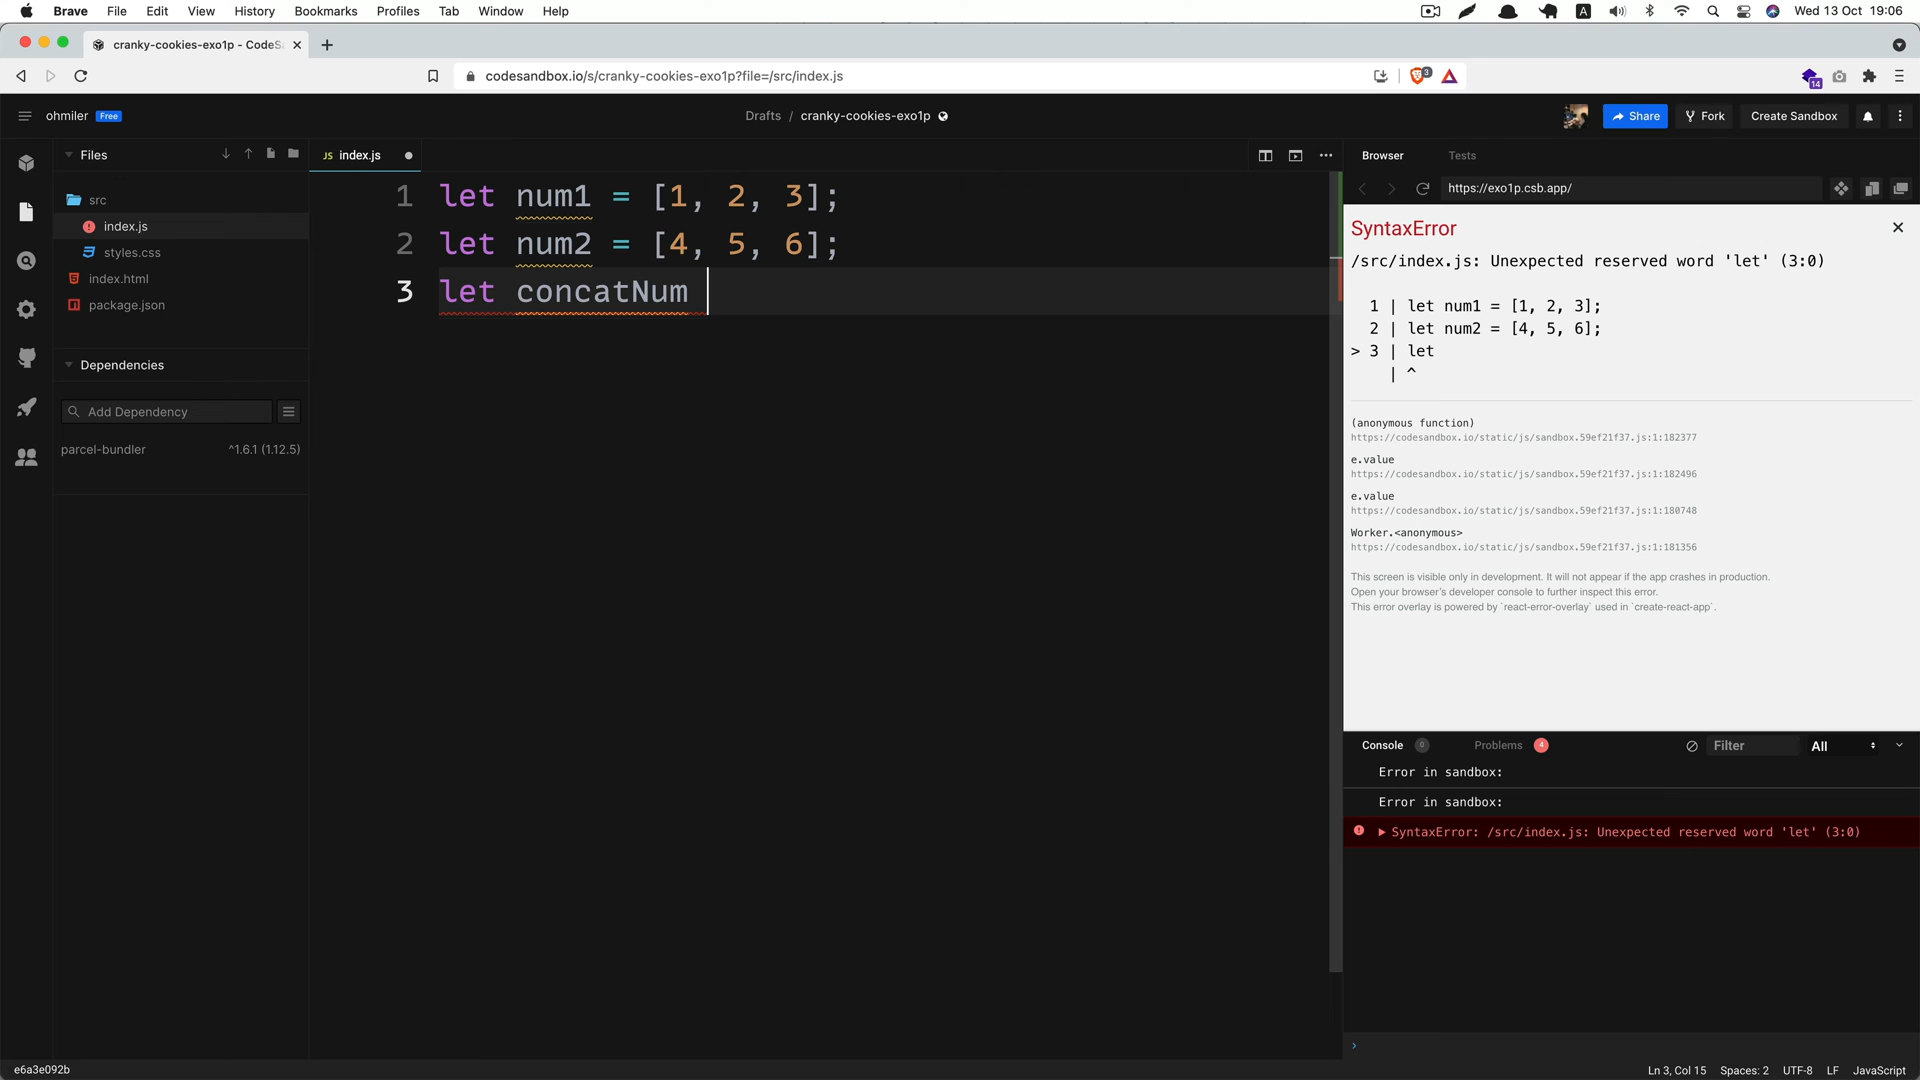 Brave File Edit View History Bookmarks Profiles Tab Window Help
A
Wed 13 Oct 19:06
cranky-cookies-exo1p - CodeSa
codesandbox.io/s/cranky-cookies-exo1p?file=/src/index.js
3
14
ohmiler Free
Drafts / cranky-cookies-exo1p
Share Fork Create Sandbox
Files
JS index.js
Browser Tests
https://exo1p.csb.app/
src
index.js
styles.css
index.html
package.json
Dependencies
Add Dependency
parcel-bundler ^1.6.1 (1.12.5)
1 let num1 = [1, 2, 3];
2 let num2 = [4, 5, 6];
3 let concatNum
SyntaxError
/src/index.js: Unexpected reserved word 'let' (3:0)
1 | let num1 = [1, 2, 3];
2 | let num2 = [4, 5, 6];
> 3 | let
| ^
(anonymous function)
https://codesandbox.io/static/js/sandbox.59ef21f37.js:1:182377
e.value
https://codesandbox.io/static/js/sandbox.59ef21f37.js:1:182496
e.value
https://codesandbox.io/static/js/sandbox.59ef21f37.js:1:180748
Worker.<anonymous>
https://codesandbox.io/static/js/sandbox.59ef21f37.js:1:181356
This screen is visible only in development. It will not appear if the app crashes in production.
Open your browser's developer console to further inspect this error.
This error overlay is powered by `react-error-overlay` used in `create-react-app`.
Console 0 Problems 4 Filter All
Error in sandbox:
Error in sandbox:
SyntaxError: /src/index.js: Unexpected reserved word 'let' (3:0)
e6a3e092b
Ln 3, Col 15 Spaces: 2 UTF-8 LF JavaScript